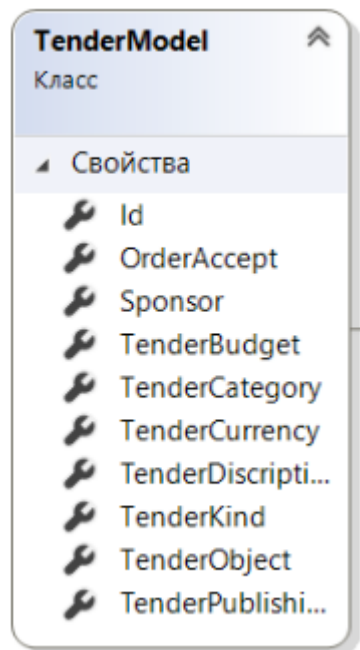 TenderModel
Класс
Свойства
Id
OrderAccept
Sponsor
TenderBudget
TenderCategory
TenderCurrency
TenderDiscripti...
TenderKind
TenderObject
TenderPublishi...